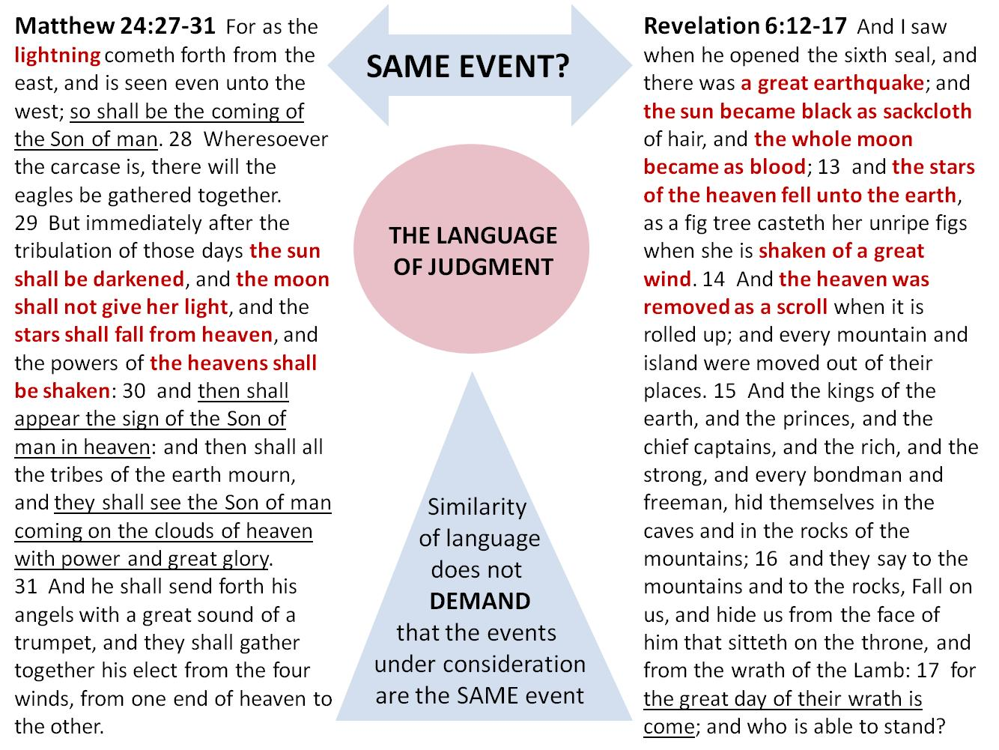 Matthew 24:27-31 For as the
lightning cometh forth from the
east, and is seen even unto the
west; so shall be the coming of
the Son of man. 28 Wheresoever
the carcase is, there will the
eagles be gathered together.
29 But immediately after the
tribulation of those days the sun
shall be darkened, and the moon
shall not give her light, and the
stars shall fall from heaven, and
the powers of the heavens shall
be shaken: 30 and then shall
appear the sign of the Son of
man in heaven: and then shall all
the tribes of the earth mourn,
and they shall see the Son of man
coming on the clouds of heaven
with power and great glory.
31 And he shall send forth his
angels with a great sound of a
trumpet, and they shall gather
together his elect from the four
winds, from one end of heaven to
the other.
SAME EVENT?
THE LANGUAGE
OF JUDGMENT
Similarity
of language
does not
DEMAND
that the events
under consideration
are the SAME event
Revelation 6:12-17 And I saw
when he opened the sixth seal, and
there was a great earthquake; and
the sun became black as sackcloth
of hair, and the whole moon
became as blood; 13 and the stars
of the heaven fell unto the earth,
as a fig tree casteth her unripe figs
when she is shaken of a great
wind. 14 And the heaven was
removed as a scroll when it is
rolled up; and every mountain and
island were moved out of their
places. 15 And the kings of the
earth, and the princes, and the
chief captains, and the rich, and the
strong, and every bondman and
freeman, hid themselves in the
caves and in the rocks of the
mountains; 16 and they say to the
mountains and to the rocks, Fall on
us, and hide us from the face of
him that sitteth on the throne, and
from the wrath of the Lamb: 17 for
the great day of their wrath is
come; and who is able to stand?